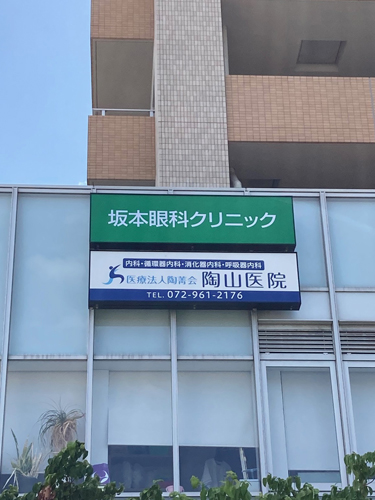 坂本眼科クリニック
内科・循環器内科・消化器内科・呼吸器内科
医療法人陶善会 陶山医院
TEL. 072-961-2176